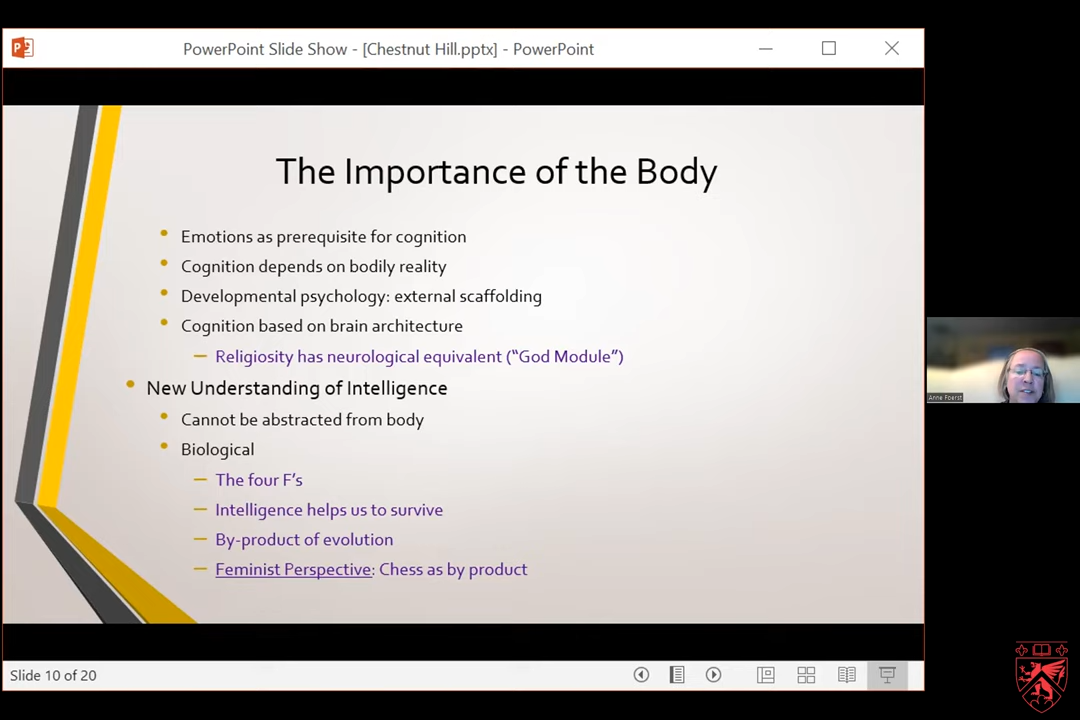 PowerPoint Slide Show - [Chestnut Hill.pptx] - PowerPoint
The Importance of the Body
Emotions as prerequisite for cognition
Cognition depends on bodily reality
Developmental psychology: external scaffolding
Cognition based on brain architecture
Religiosity has neurological equivalent (“God Module”)
New Understanding of Intelligence
Cannot be abstracted from body
Biological
The four F’s
Intelligence helps us to survive
By-product of evolution
Feminist Perspective: Chess as by product
Anne Foerst
Slide 10 of 20